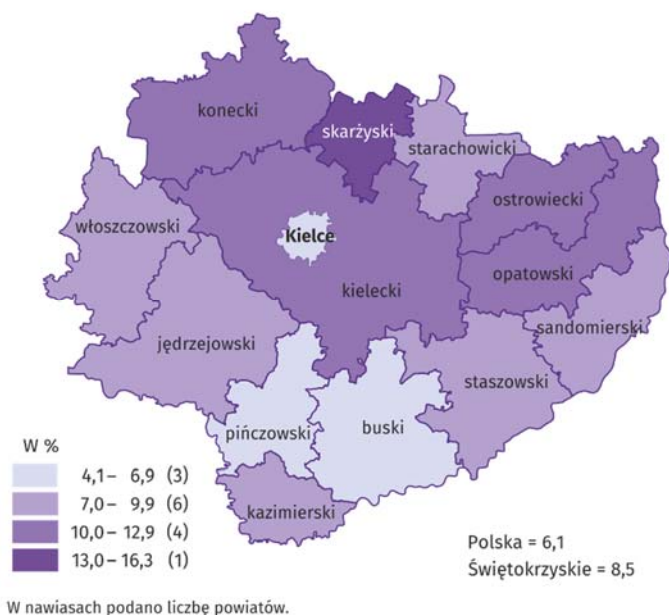 konecki
skarżyski
starachowicki
ostrowiecki
włoszczowski
Kielce
opatowski
kielecki
sandomierski
jędrzejowski
staszowski
pińczowski
buski
kazimierski
W %
4,1– 6,9 (3)
7,0– 9,9 (6)
10,0– 12,9 (4)
13,0– 16,3 (1)
Polska = 6,1
Świętokrzyskie = 8,5
W nawiasach podano liczbę powiatów.